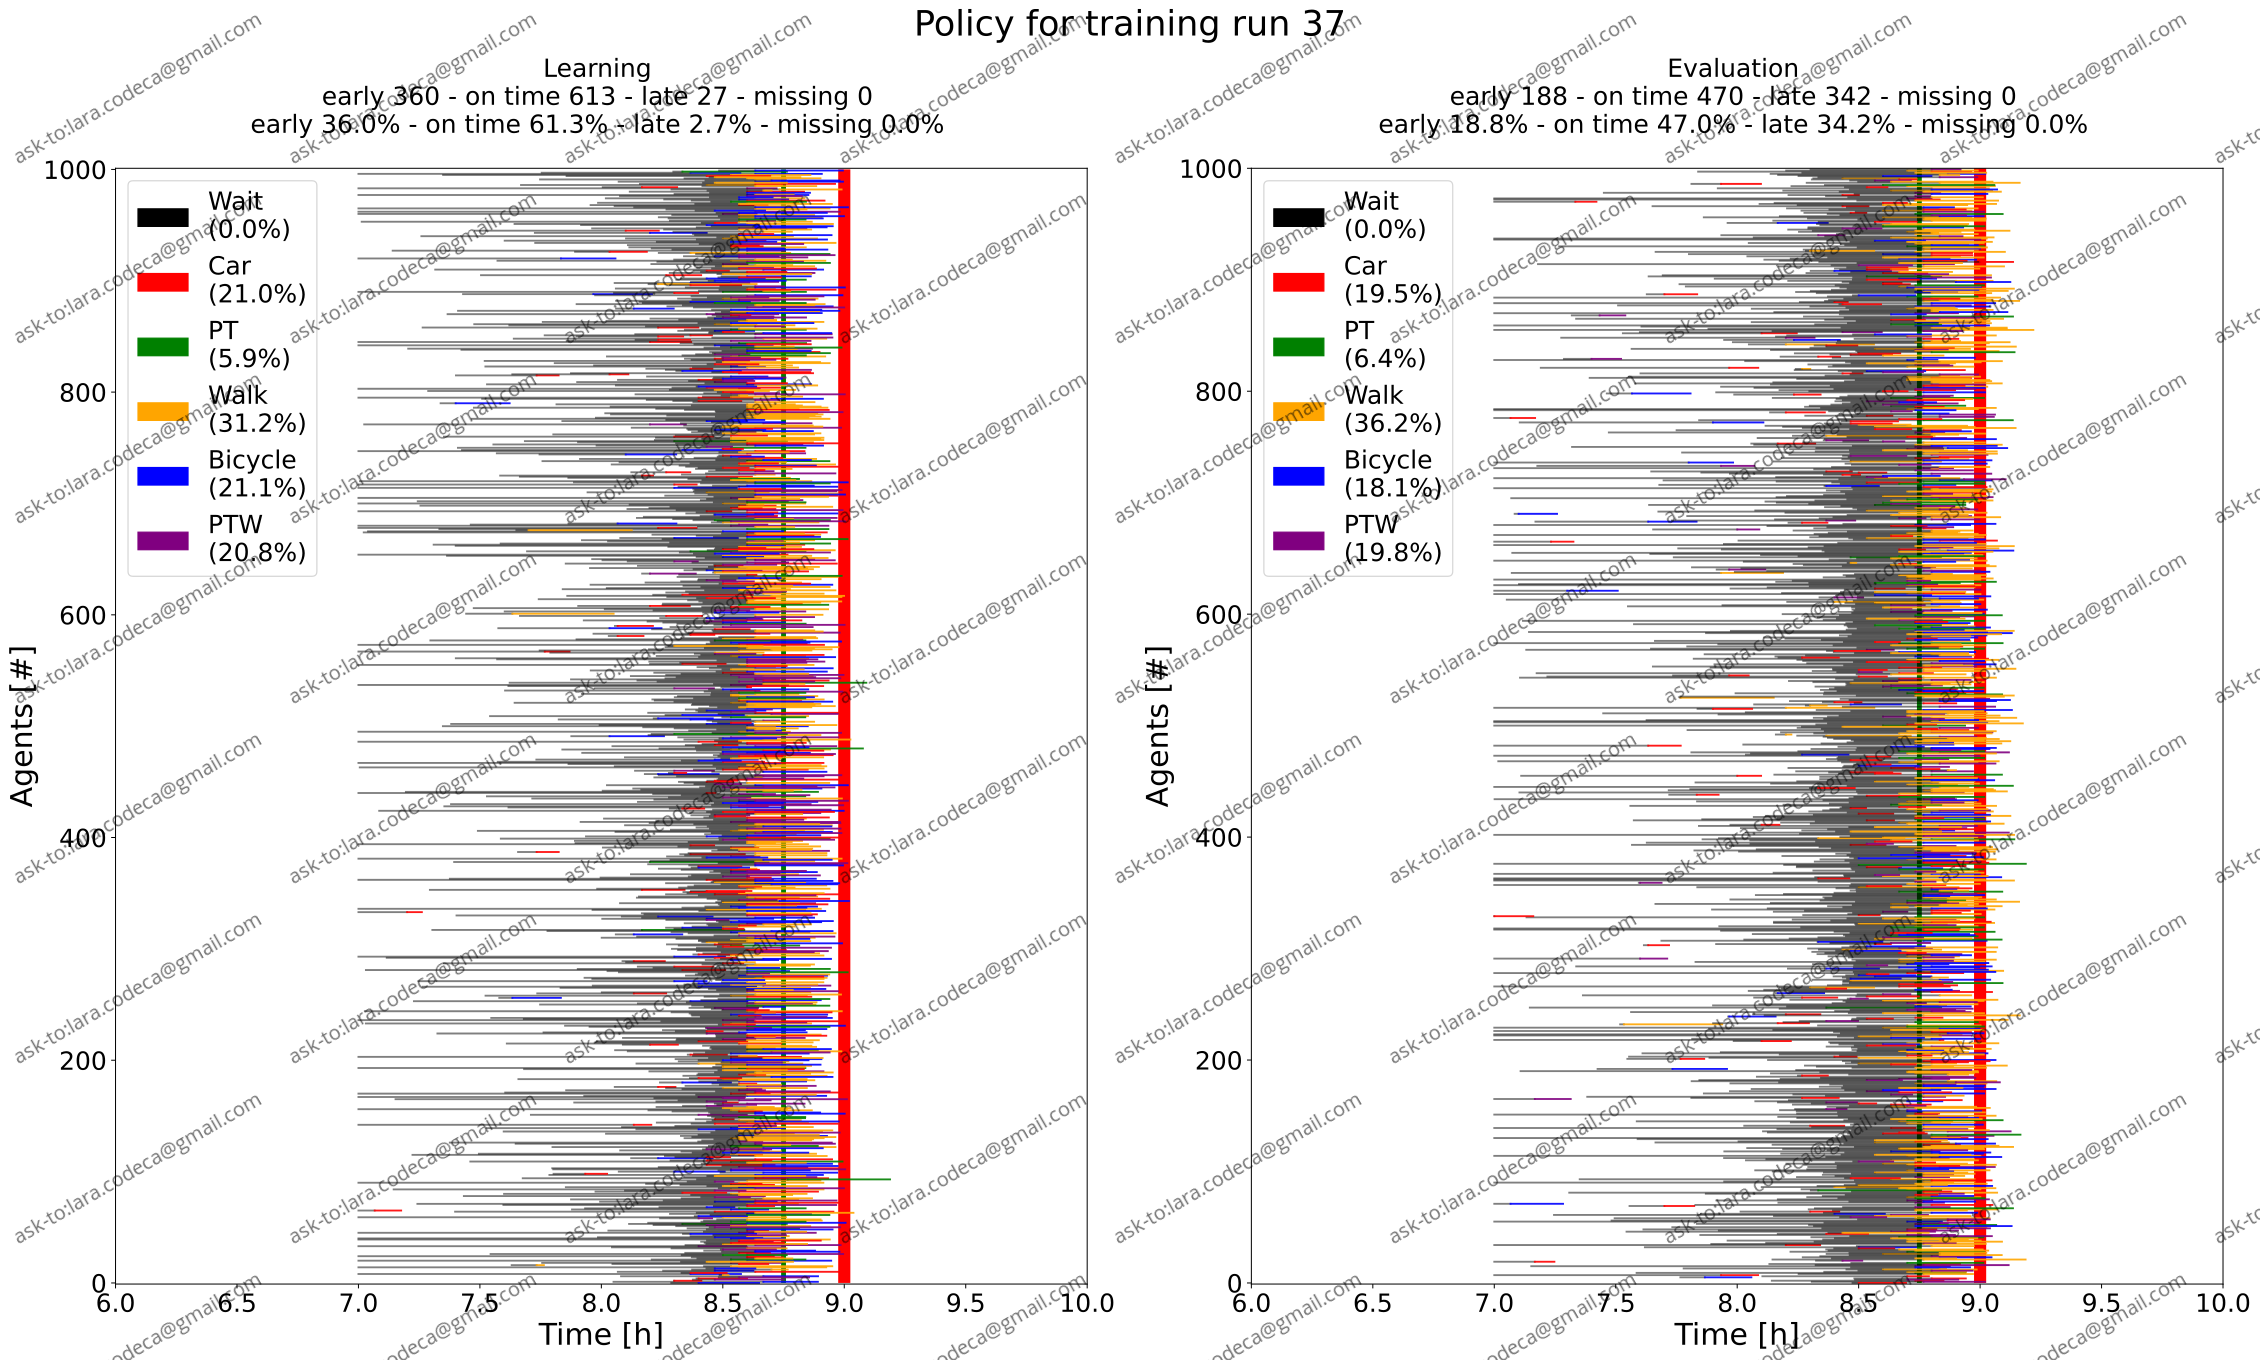 Policy for training run 37
Learning
early 360 - on time 613 - late 27 - missing 0
early 36.0% - on time 61.3% - late 2.7% - missing 0.0%
1000
800
600
400
200
0
Agents [#]
Wait
(0.0%)
Car
(21.0%)
PT
(5.9%)
Walk
(31.2%)
Bicycle
(21.1%)
PTW
(20.8%)
6.0 6.5 7.0 7.5 8.0 8.5 9.0 9.5 10.0
Time [h]
Evaluation
early 188 - on time 470 - late 342 - missing 0
early 18.8% - on time 47.0% - late 34.2% - missing 0.0%
1000
800
600
400
200
0
Agents [#]
Wait
(0.0%)
Car
(19.5%)
PT
(6.4%)
Walk
(36.2%)
Bicycle
(18.1%)
PTW
(19.8%)
6.0 6.5 7.0 7.5 8.0 8.5 9.0 9.5 10.0
Time [h]
ask-to:lara.codeca@gmail.com